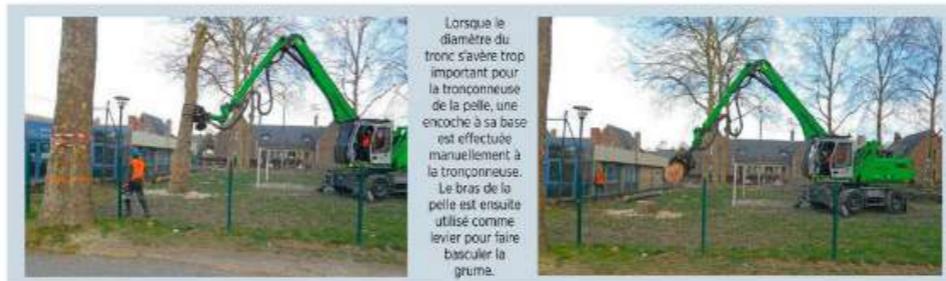 Lorsque le
diamètre du
tronc s'avère trop
important pour
la tronçonneuse
de la pelle, une
encoche à sa base
est effectuée
manuellement à
la tronçonneuse.
Le bras de la
pelle est ensuite
utilisé comme
levier pour faire
basculer la
grume.